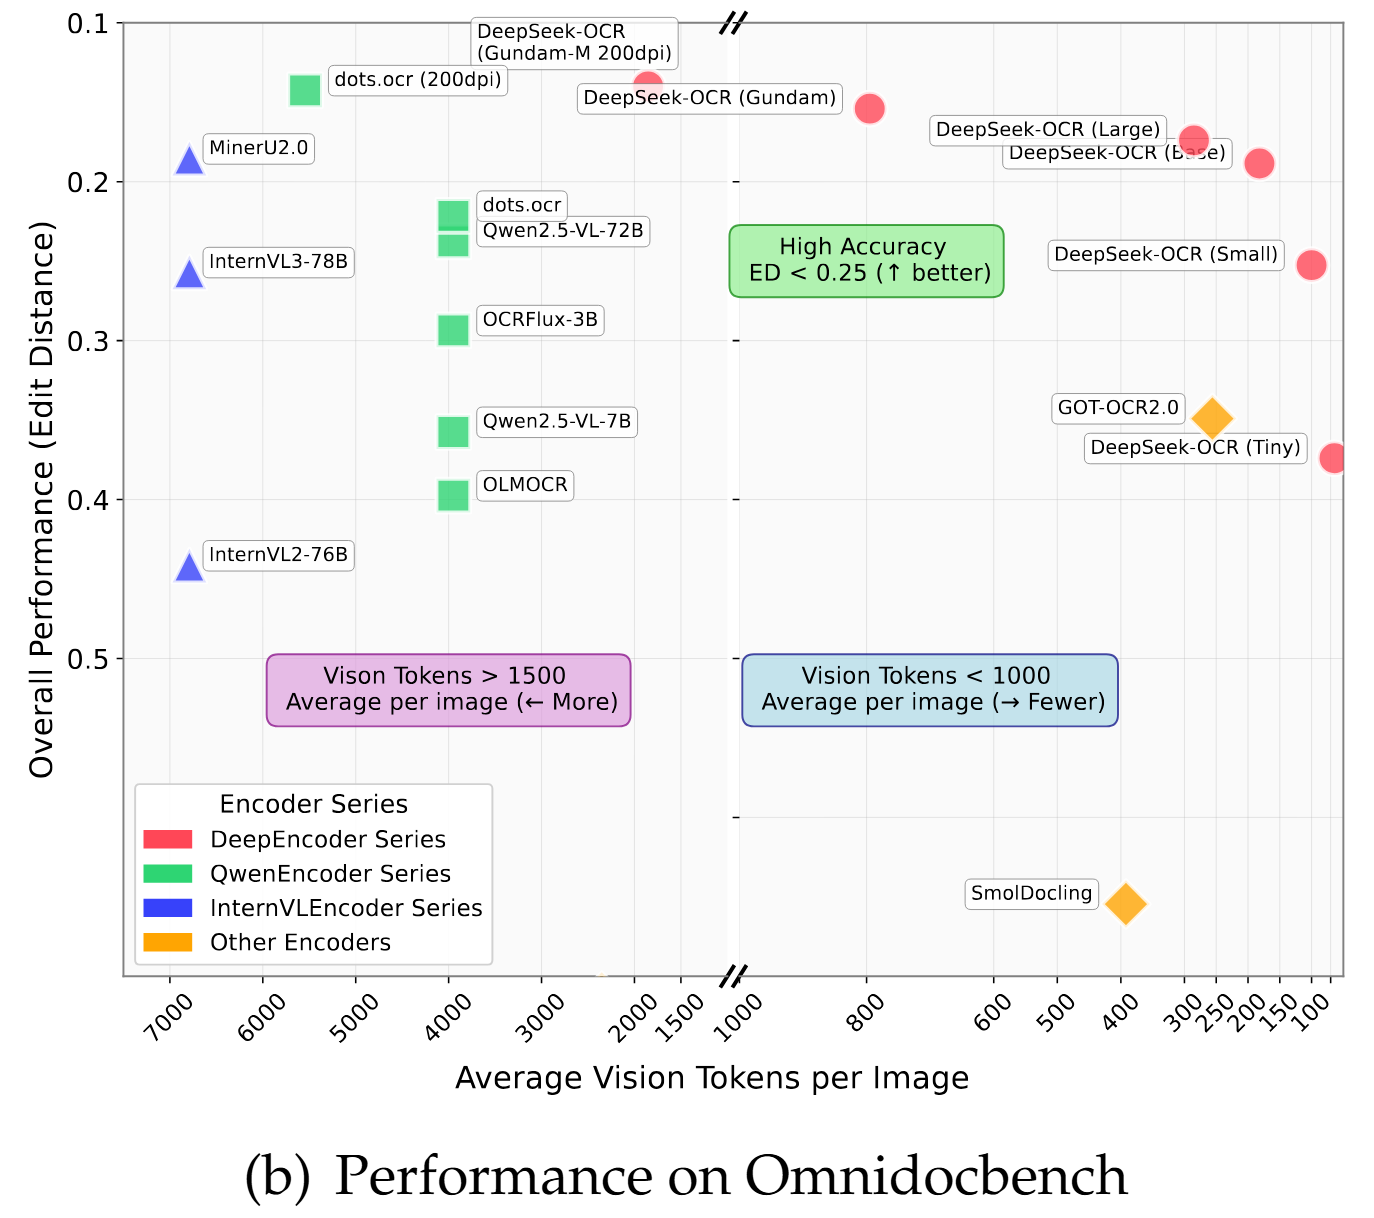 DeepSeek-OCR
(Gundam-M 200dpi)
dots.ocr (200dpi)
DeepSeek-OCR (Gundam)
DeepSeek-OCR (Large)
DeepSeek-OCR (Base)
MinerU2.0
dots.ocr
Qwen2.5-VL-72B
High Accuracy
ED < 0.25 (↑ better)
DeepSeek-OCR (Small)
InternVL3-78B
OCRFlux-3B
GOT-OCR2.0
Qwen2.5-VL-7B
DeepSeek-OCR (Tiny)
OLMOCR
InternVL2-76B
Vison Tokens > 1500
Average per image (← More)
Vision Tokens < 1000
Average per image (→ Fewer)
SmolDocling
Encoder Series
DeepEncoder Series
QwenEncoder Series
InternVLEncoder Series
Other Encoders
0.1
0.2
0.3
0.4
0.5
Overall Performance (Edit Distance)
7000 6000 5000 4000 3000 2000 1500 1000 800 600 500 400 300 250 200 150 100
Average Vision Tokens per Image
(b) Performance on Omnidocbench